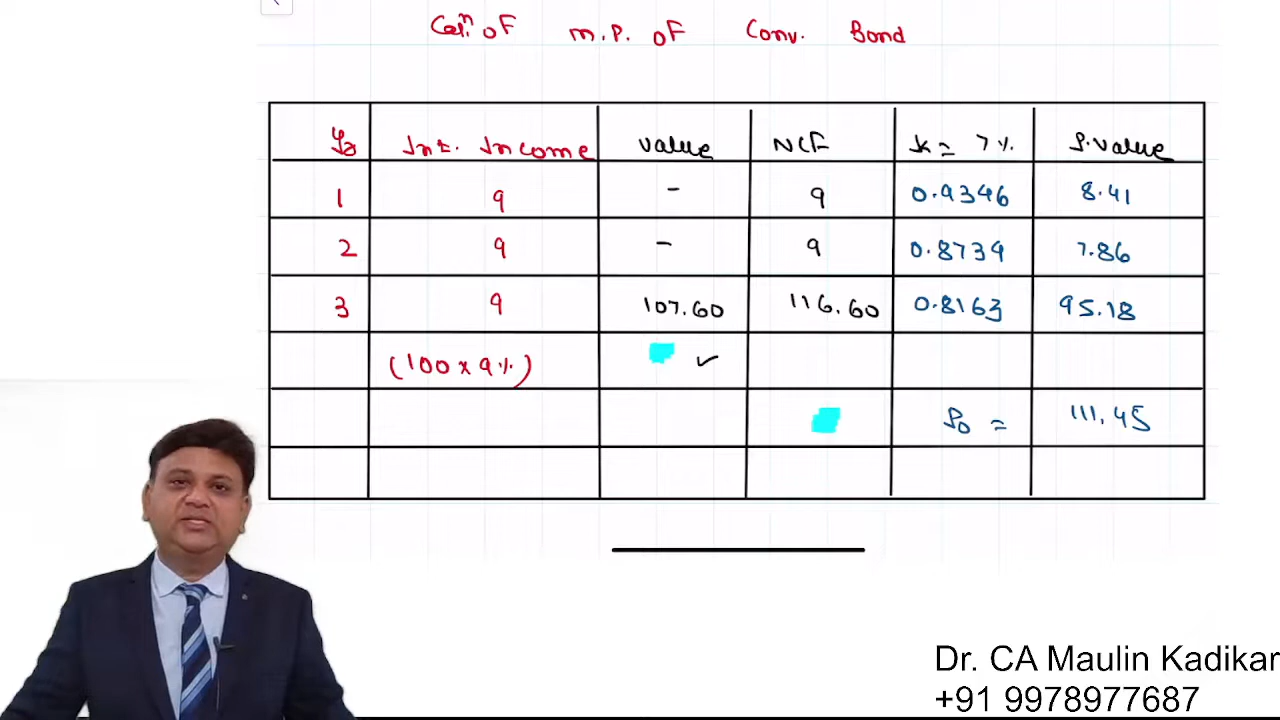 Calⁿ. of M.P. of Conv. Bond
Yr Int. Income Value NCF K = 7% P.Value
1 9 - 9 0.9346 8.41
2 9 - 9 0.8739 7.86
3 9 107.60 116.60 0.8163 95.18
(100 x 9%) ✓
P₀ = 111.45
Dr. CA Maulin Kadikar
+91 9978977687